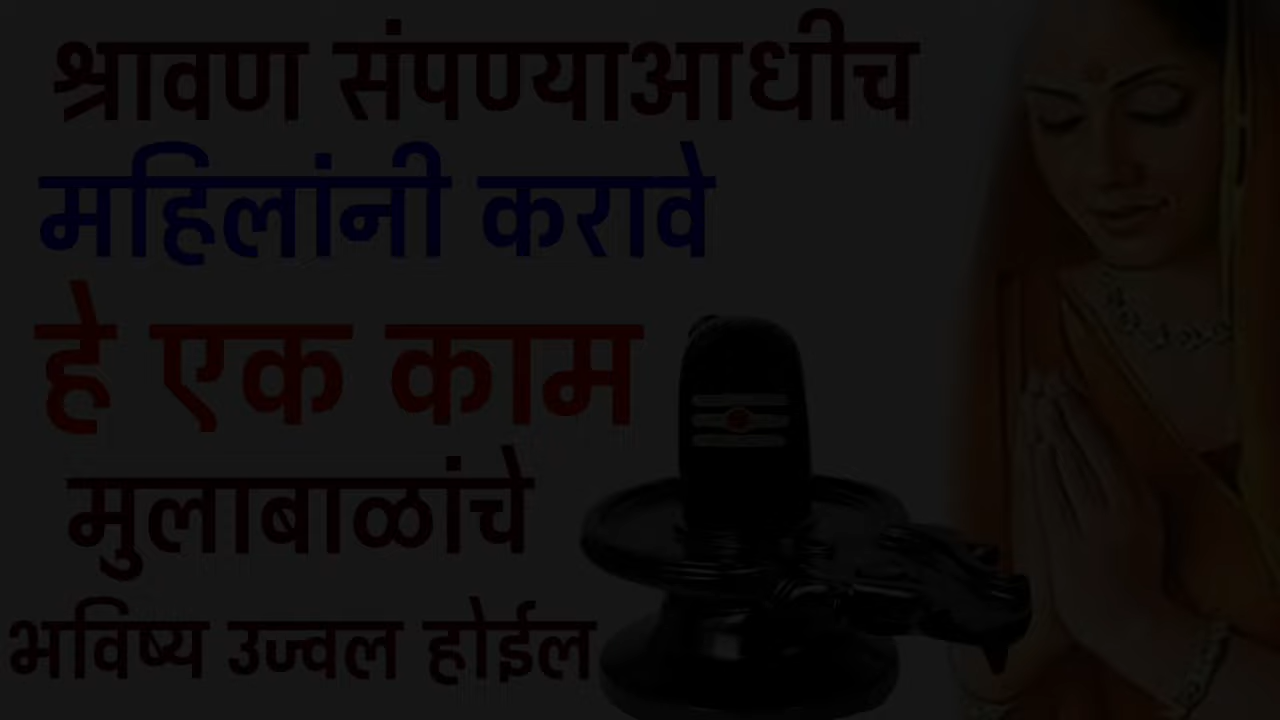 श्रावण संपण्याआधीच
महिलांनी करावे
हे एक काम
मुलाबाळांचे
भविष्य उज्वल होईल